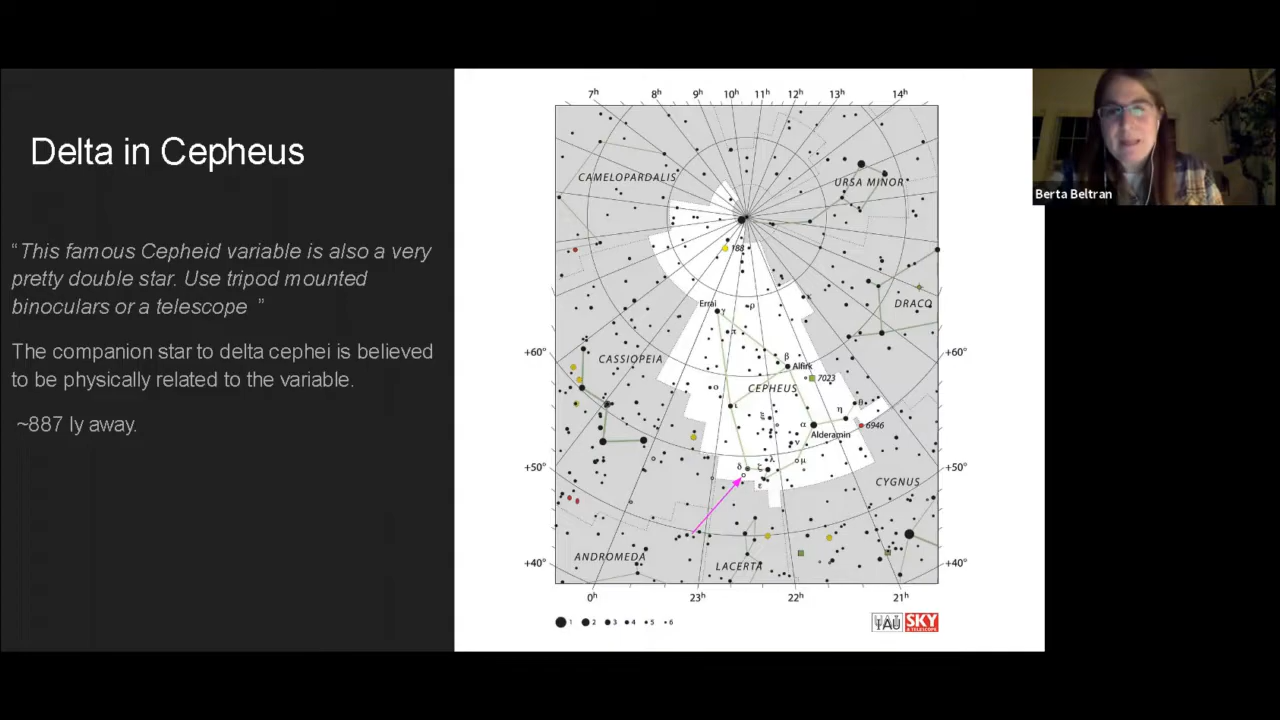 Delta in Cepheus
“This famous Cepheid variable is also a very
pretty double star. Use tripod mounted
binoculars or a telescope ”
The companion star to delta cephei is believed
to be physically related to the variable.
~887 ly away.
7h 8h 9h 10h 11h 12h 13h 14h
CAMELOPARDALIS
URSA MINOR
188
DRACO
Errai
γ
ρ
κ
π
+60°
+60°
CASSIOPEIA
β
Alfirk
7023
CEPHEUS
ο
ι
ξ
θ
η
α
6946
Alderamin
ν
+50°
+50°
δ ζ λ μ
ε
CYGNUS
ANDROMEDA
LACERTA
+40°
+40°
0h 23h 22h 21h
1 2 3 4 5 6
IAU
SKY
& TELESCOPE
Berta Beltran